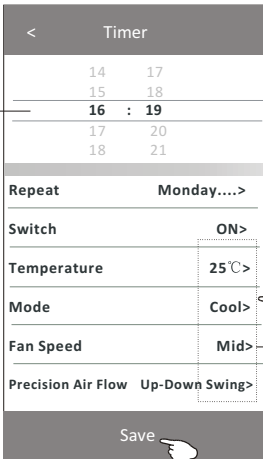 < Timer
14 17
15 18
16 : 19
17 20
18 21
Repeat Monday....>
Switch ON>
Temperature 25℃>
Mode Cool>
Fan Speed Mid>
Precision Air Flow Up-Down Swing>
Save